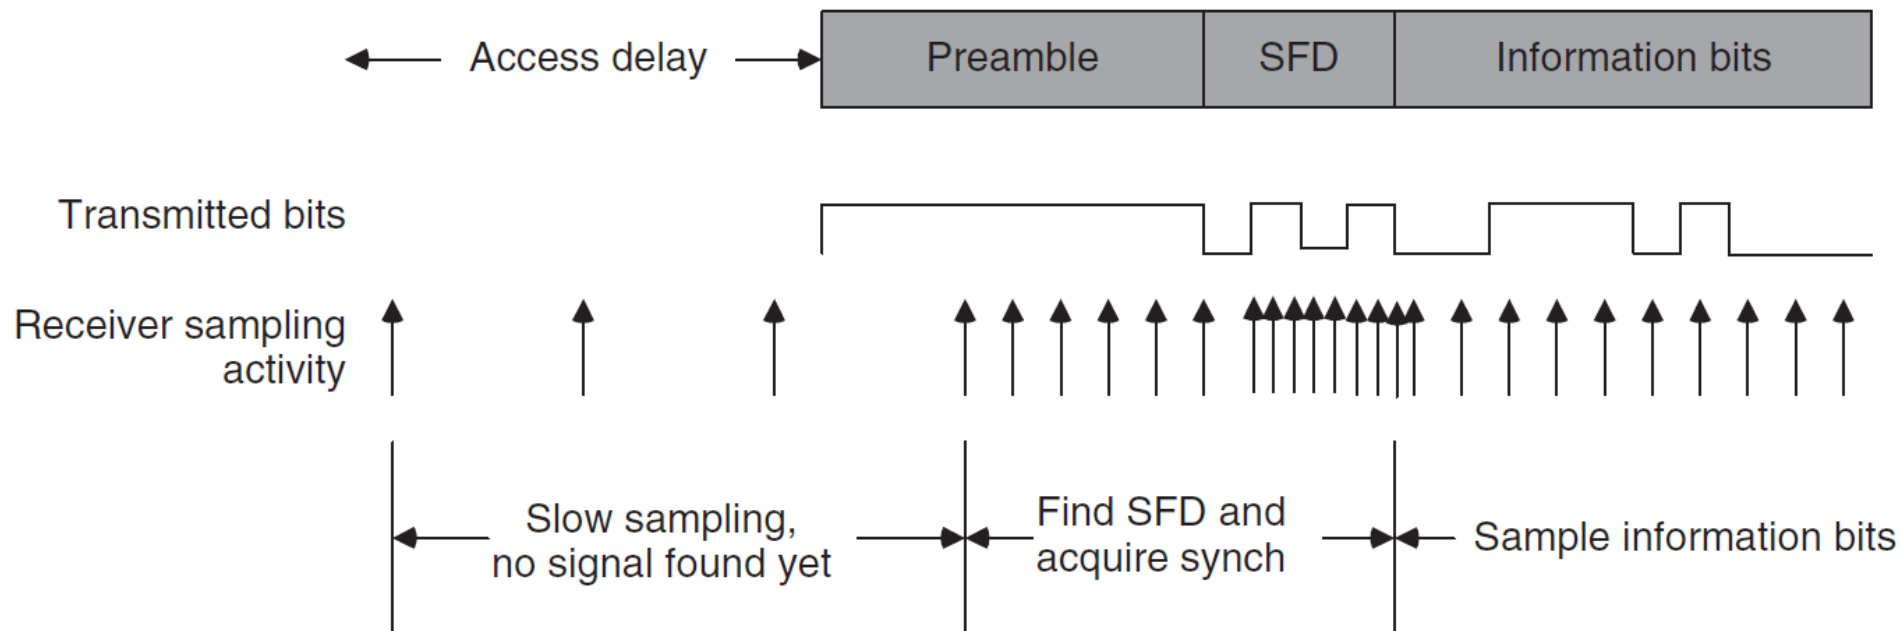 Access delay
Preamble
SFD
Information bits
Transmitted bits
Receiver sampling
activity
Slow sampling,
no signal found yet
Find SFD and
acquire synch
Sample information bits